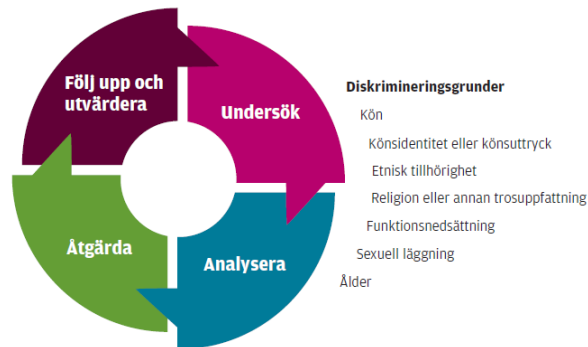 Följ upp och
utvärdera
Undersök
Åtgärda
Analysera
Diskrimineringsgrunder
Kön
Könsidentitet eller könsuttryck
Etnisk tillhörighet
Religion eller annan trosuppfattning
Funktionsnedsättning
Sexuell läggning
Ålder